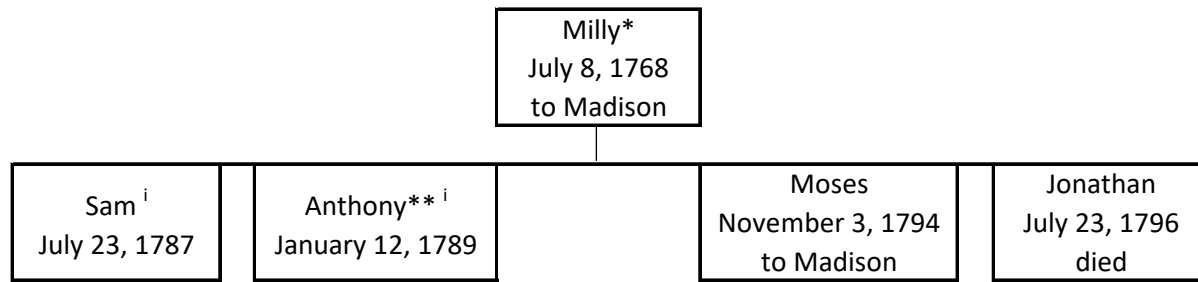 Milly*
July 8, 1768
to Madison
Sam i
July 23, 1787
Anthony** i
January 12, 1789
Moses
November 3, 1794
to Madison
Jonathan
July 23, 1796
died